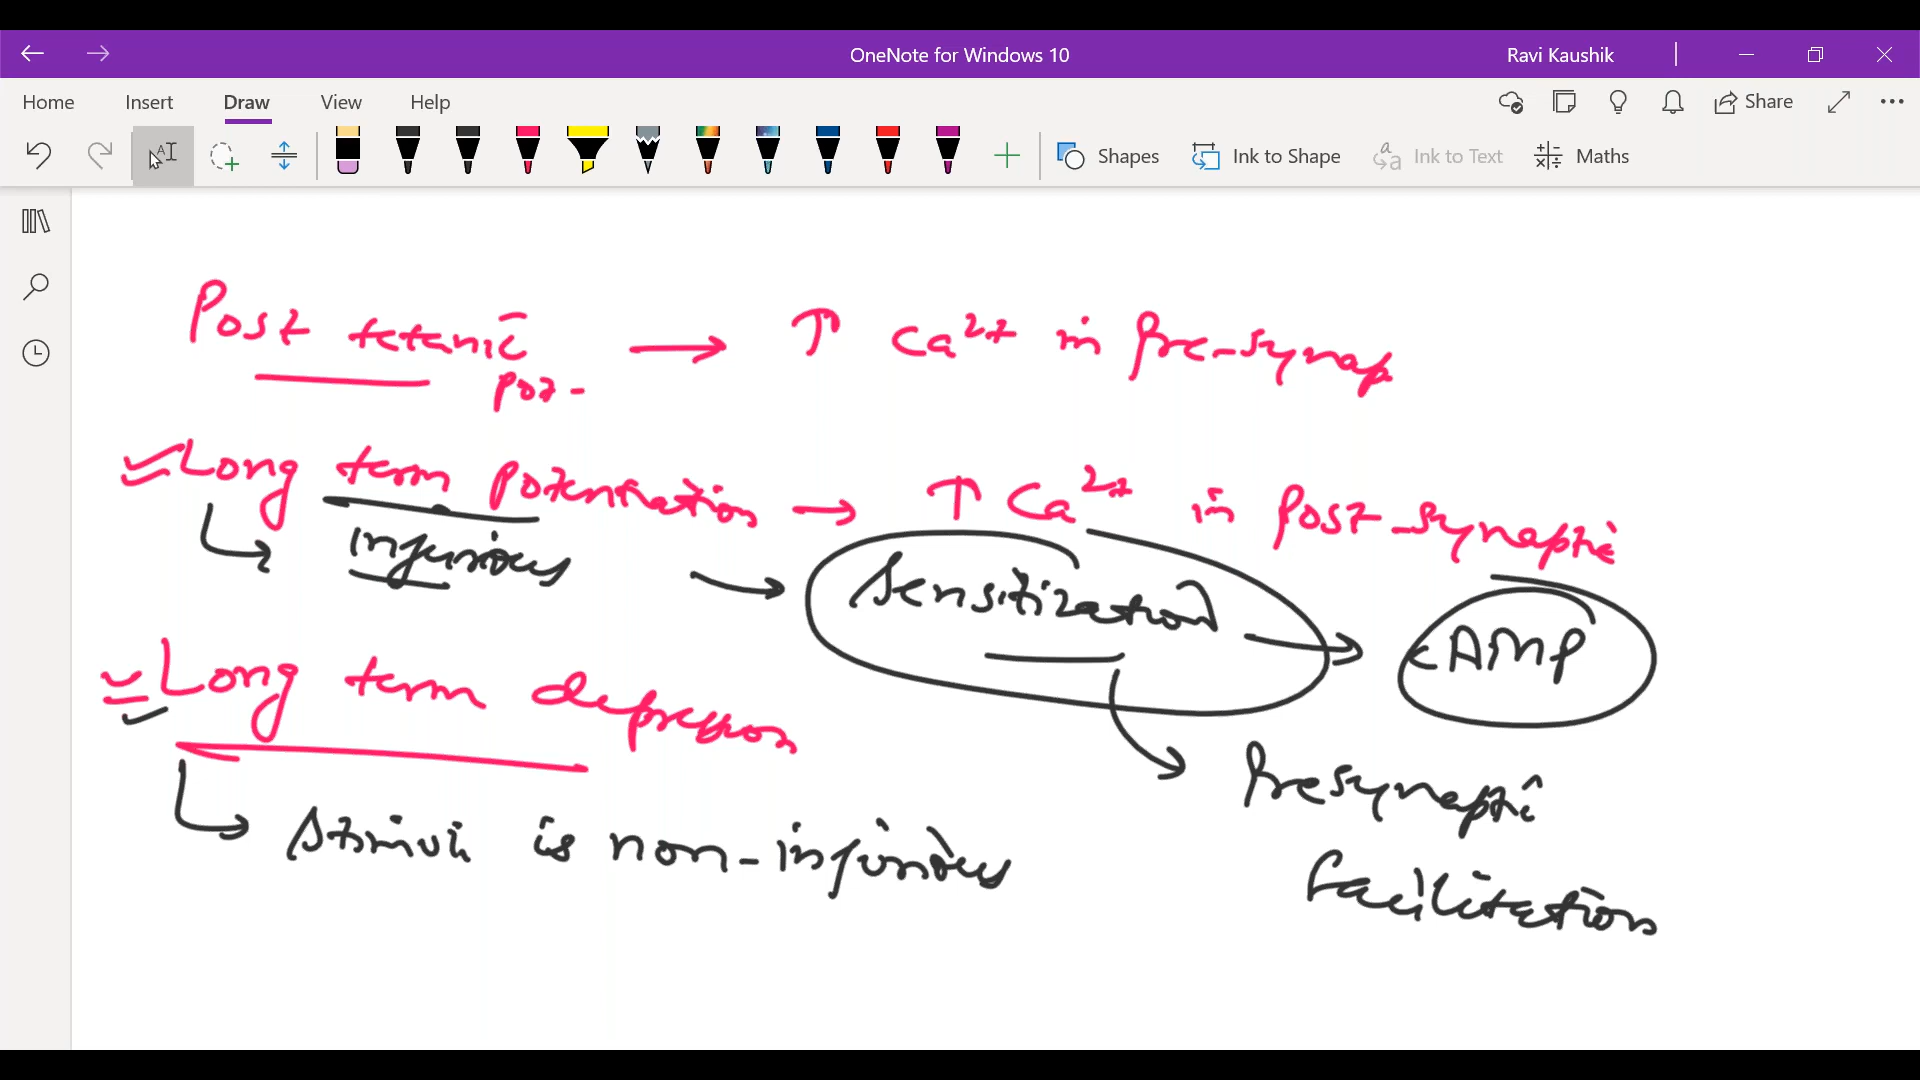 OneNote for Windows 10
Ravi Kaushik
Home Insert Draw View Help
Share
Shapes Ink to Shape Ink to Text Maths
Post tetanic → ↑ Ca²⁺ in Pre-synap
Pot-
Long term Potentiation → ↑ Ca²⁺ in Post-synaptic
injurious → Sensitization → cAMP
Long term depression
Presynaptic
Stimuli is non-injurious
facilitation